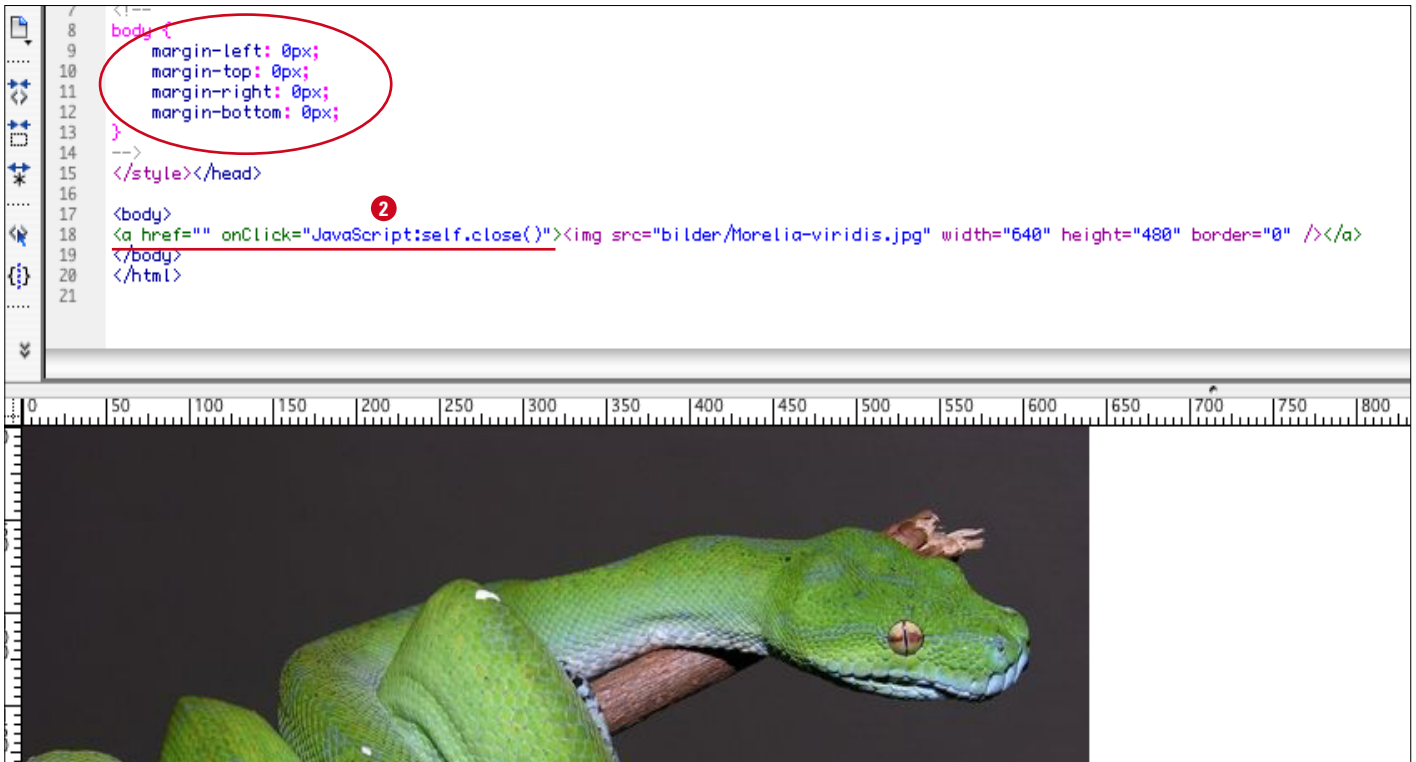 7 <!--
8 body {
9 margin-left: 0px;
10 margin-top: 0px;
11 margin-right: 0px;
12 margin-bottom: 0px;
13 }
14 -->
15 </style></head>
16
17 <body>
2
18 <a href="" onClick="JavaScript:self.close()"><img src="bilder/Morelia-viridis.jpg" width="640" height="480" border="0" /></a>
19 </body>
20 </html>
21
0 50 100 150 200 250 300 350 400 450 500 550 600 650 700 750 800